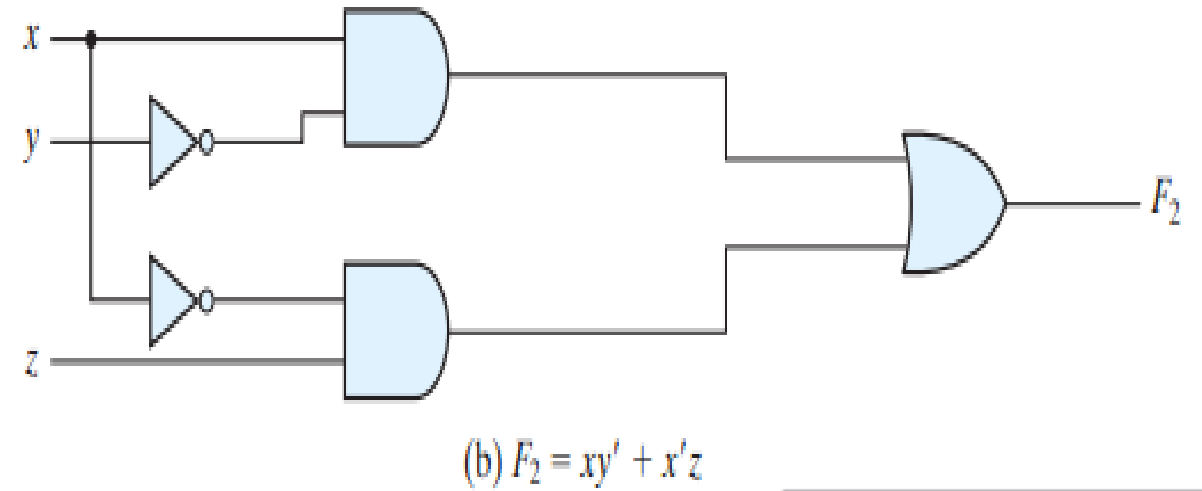 x
y
z
F₂
(b) F₂ = xy′ + x′z